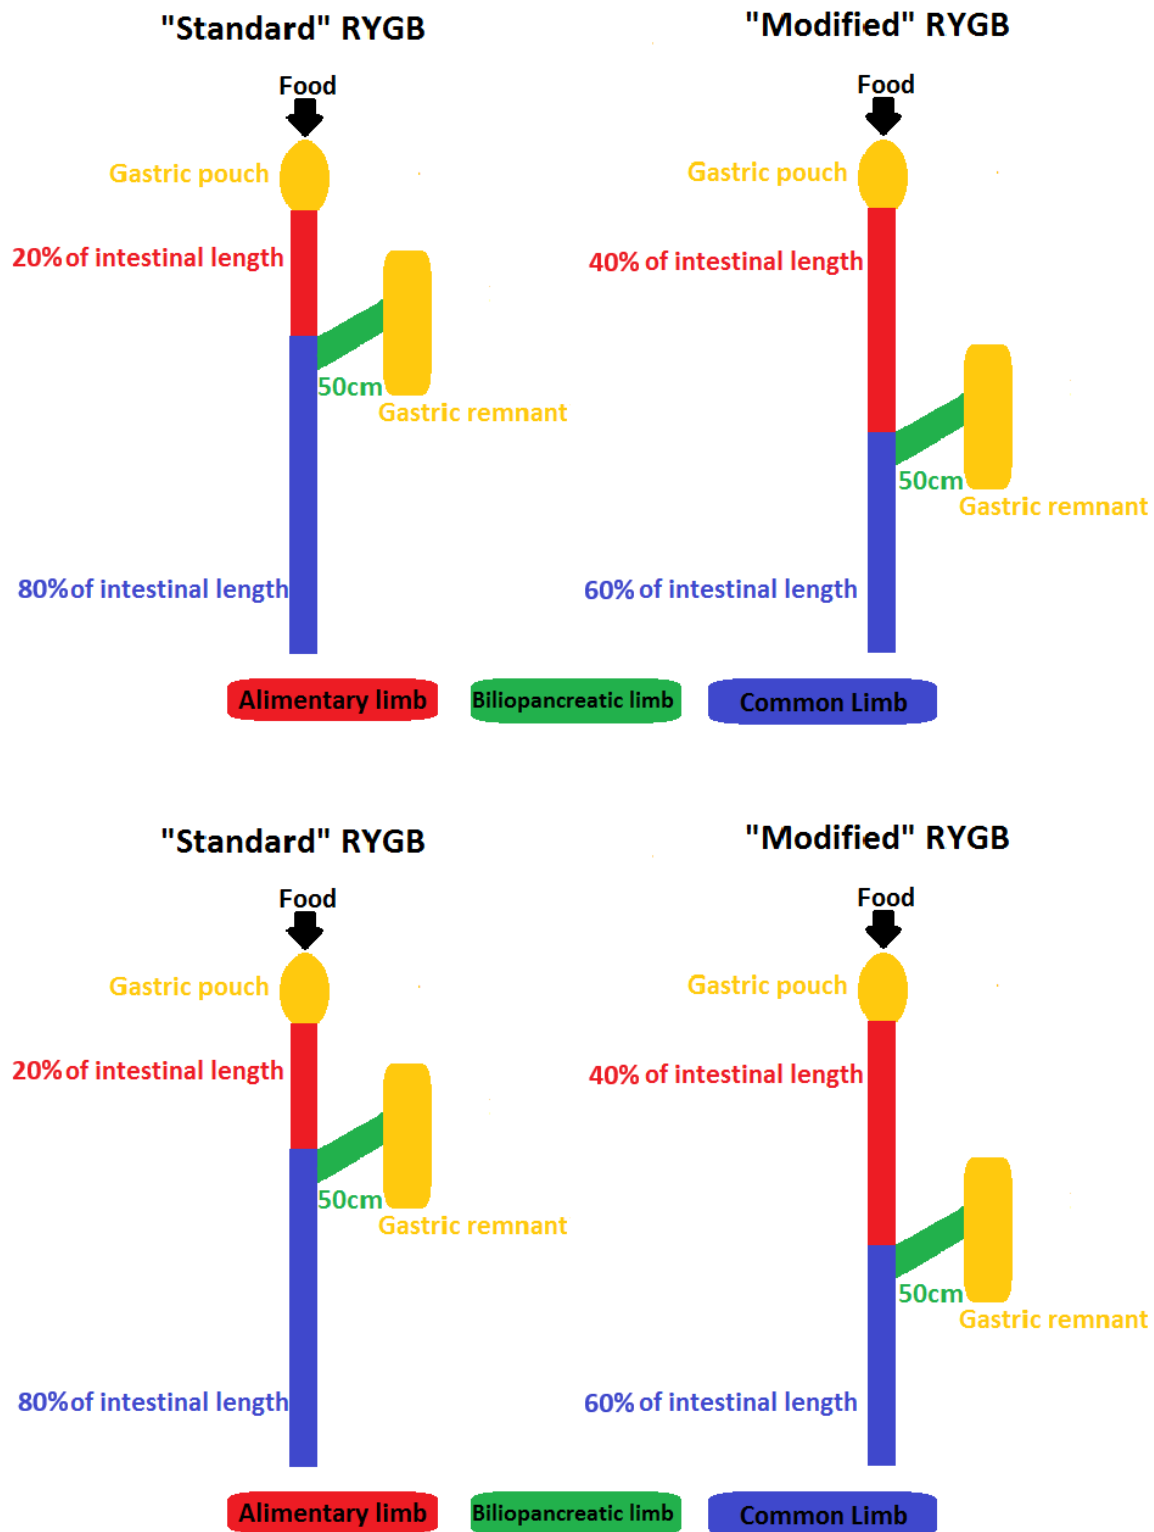 "Standard" RYGB
"Modified" RYGB
Food
Food
Gastric pouch
Gastric pouch
20% of intestinal length
40% of intestinal length
50cm
Gastric remnant
50cm
Gastric remnant
80% of intestinal length
60% of intestinal length
Alimentary limb
Biliopancreatic limb
Common Limb
"Standard" RYGB
"Modified" RYGB
Food
Food
Gastric pouch
Gastric pouch
20% of intestinal length
40% of intestinal length
50cm
Gastric remnant
50cm
Gastric remnant
80% of intestinal length
60% of intestinal length
Alimentary limb
Biliopancreatic limb
Common Limb